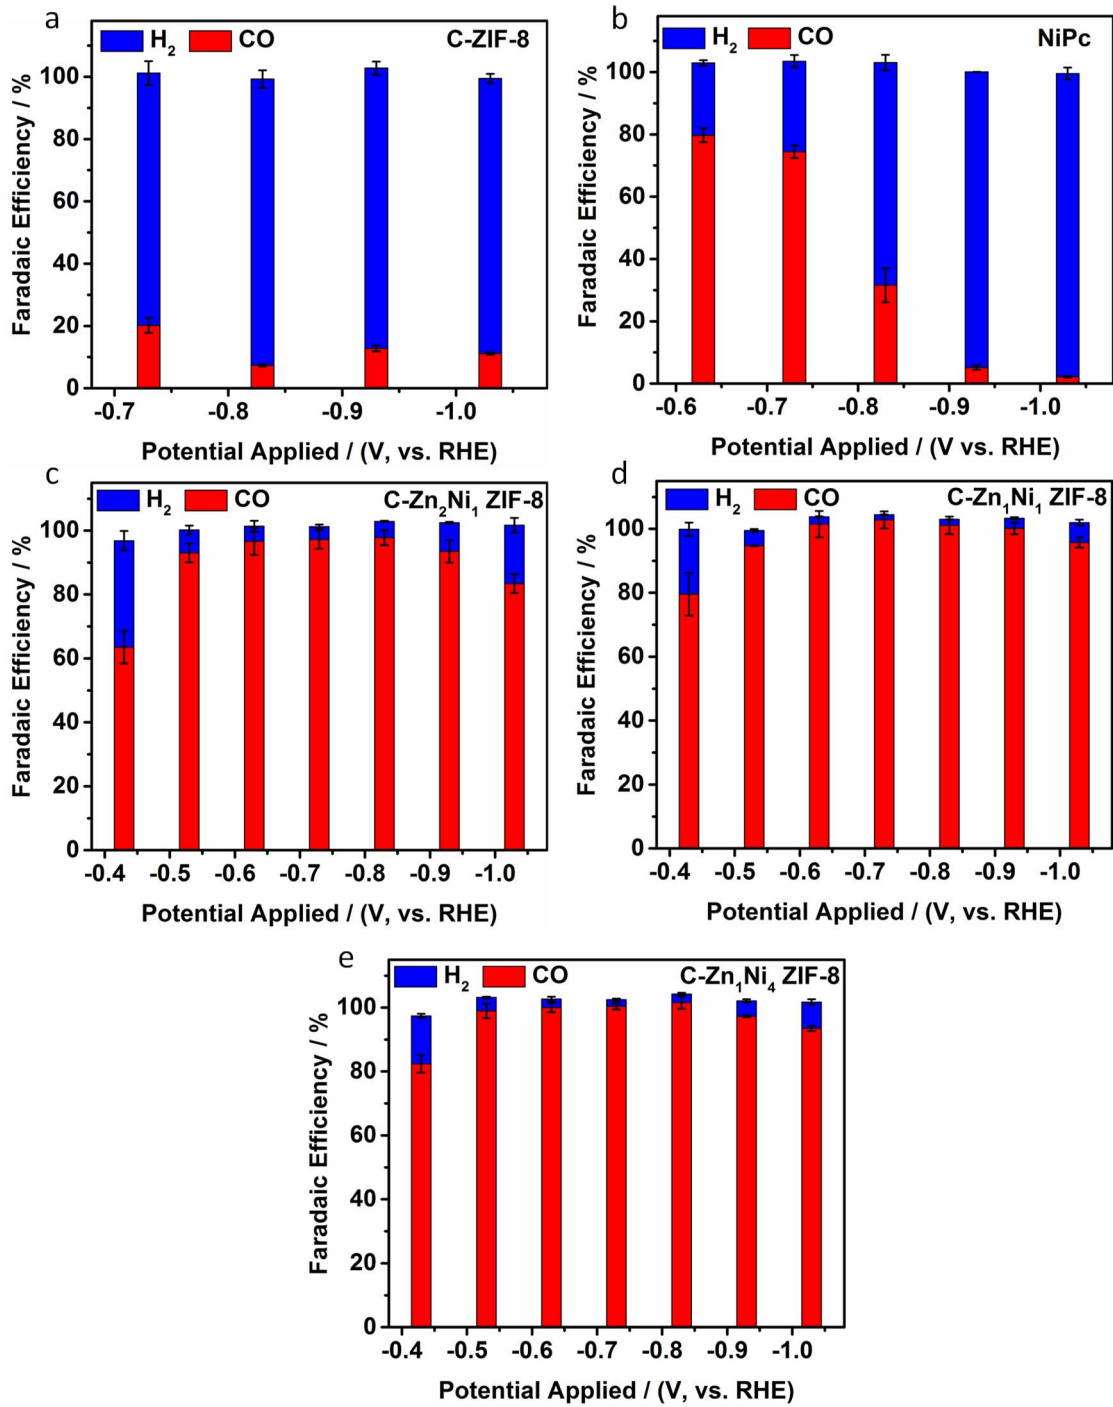 a
H₂ CO C-ZIF-8
Faradaic Efficiency / %
100
80
60
40
20
0
-0.7 -0.8 -0.9 -1.0
Potential Applied / (V, vs. RHE)
b
H₂ CO NiPc
Faradaic Efficiency / %
100
80
60
40
20
0
-0.6 -0.7 -0.8 -0.9 -1.0
Potential Applied / (V vs. RHE)
c
H₂ CO C-Zn₂Ni₁ ZIF-8
Faradaic Efficiency / %
100
80
60
40
20
0
-0.4 -0.5 -0.6 -0.7 -0.8 -0.9 -1.0
Potential Applied / (V, vs. RHE)
d
H₂ CO C-Zn₁Ni₁ ZIF-8
Faradaic Efficiency / %
100
80
60
40
20
0
-0.4 -0.5 -0.6 -0.7 -0.8 -0.9 -1.0
Potential Applied / (V, vs. RHE)
e
H₂ CO C-Zn₁Ni₄ ZIF-8
Faradaic Efficiency / %
100
80
60
40
20
0
-0.4 -0.5 -0.6 -0.7 -0.8 -0.9 -1.0
Potential Applied / (V, vs. RHE)